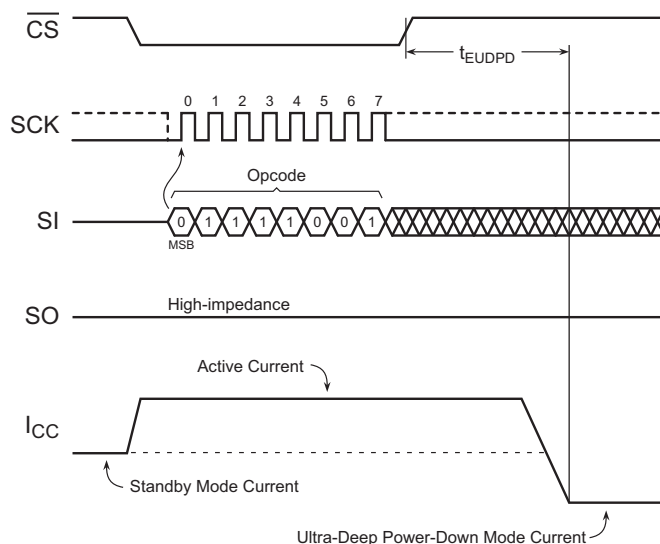 CS
tEUDPD
0 1 2 3 4 5 6 7
SCK
Opcode
SI
0 1 1 1 1 0 0 1
MSB
High-impedance
SO
Active Current
ICC
Standby Mode Current
Ultra-Deep Power-Down Mode Current